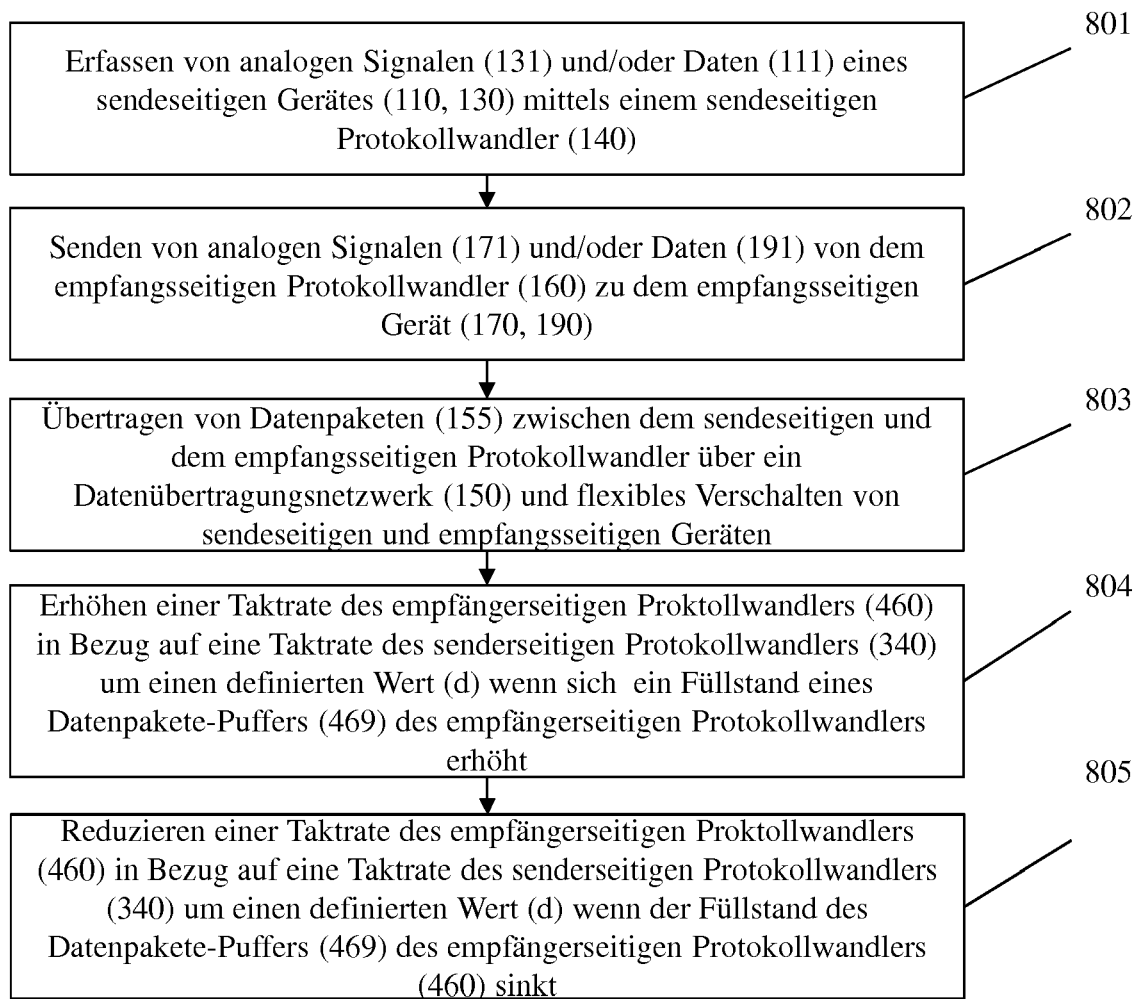 801
Erfassen von analogen Signalen (131) und/oder Daten (111) eines
sendeseitigen Gerätes (110, 130) mittels einem sendeseitigen
Protokollwandler (140)
802
Senden von analogen Signalen (171) und/oder Daten (191) von dem
empfangsseitigen Protokollwandler (160) zu dem empfangsseitigen
Gerät (170, 190)
803
Übertragen von Datenpaketen (155) zwischen dem sendeseitigen und
dem empfangsseitigen Protokollwandler über ein
Datenübertragungsnetzwerk (150) und flexibles Verschalten von
sendeseitigen und empfangsseitigen Geräten
804
Erhöhen einer Taktrate des empfängerseitigen Proktollwandlers (460)
in Bezug auf eine Taktrate des senderseitigen Protokollwandlers (340)
um einen definierten Wert (d) wenn sich ein Füllstand eines
Datenpakete-Puffers (469) des empfängerseitigen Protokollwandlers
erhöht
805
Reduzieren einer Taktrate des empfängerseitigen Proktollwandlers
(460) in Bezug auf eine Taktrate des senderseitigen Protokollwandlers
(340) um einen definierten Wert (d) wenn der Füllstand des
Datenpakete-Puffers (469) des empfängerseitigen Protokollwandlers
(460) sinkt